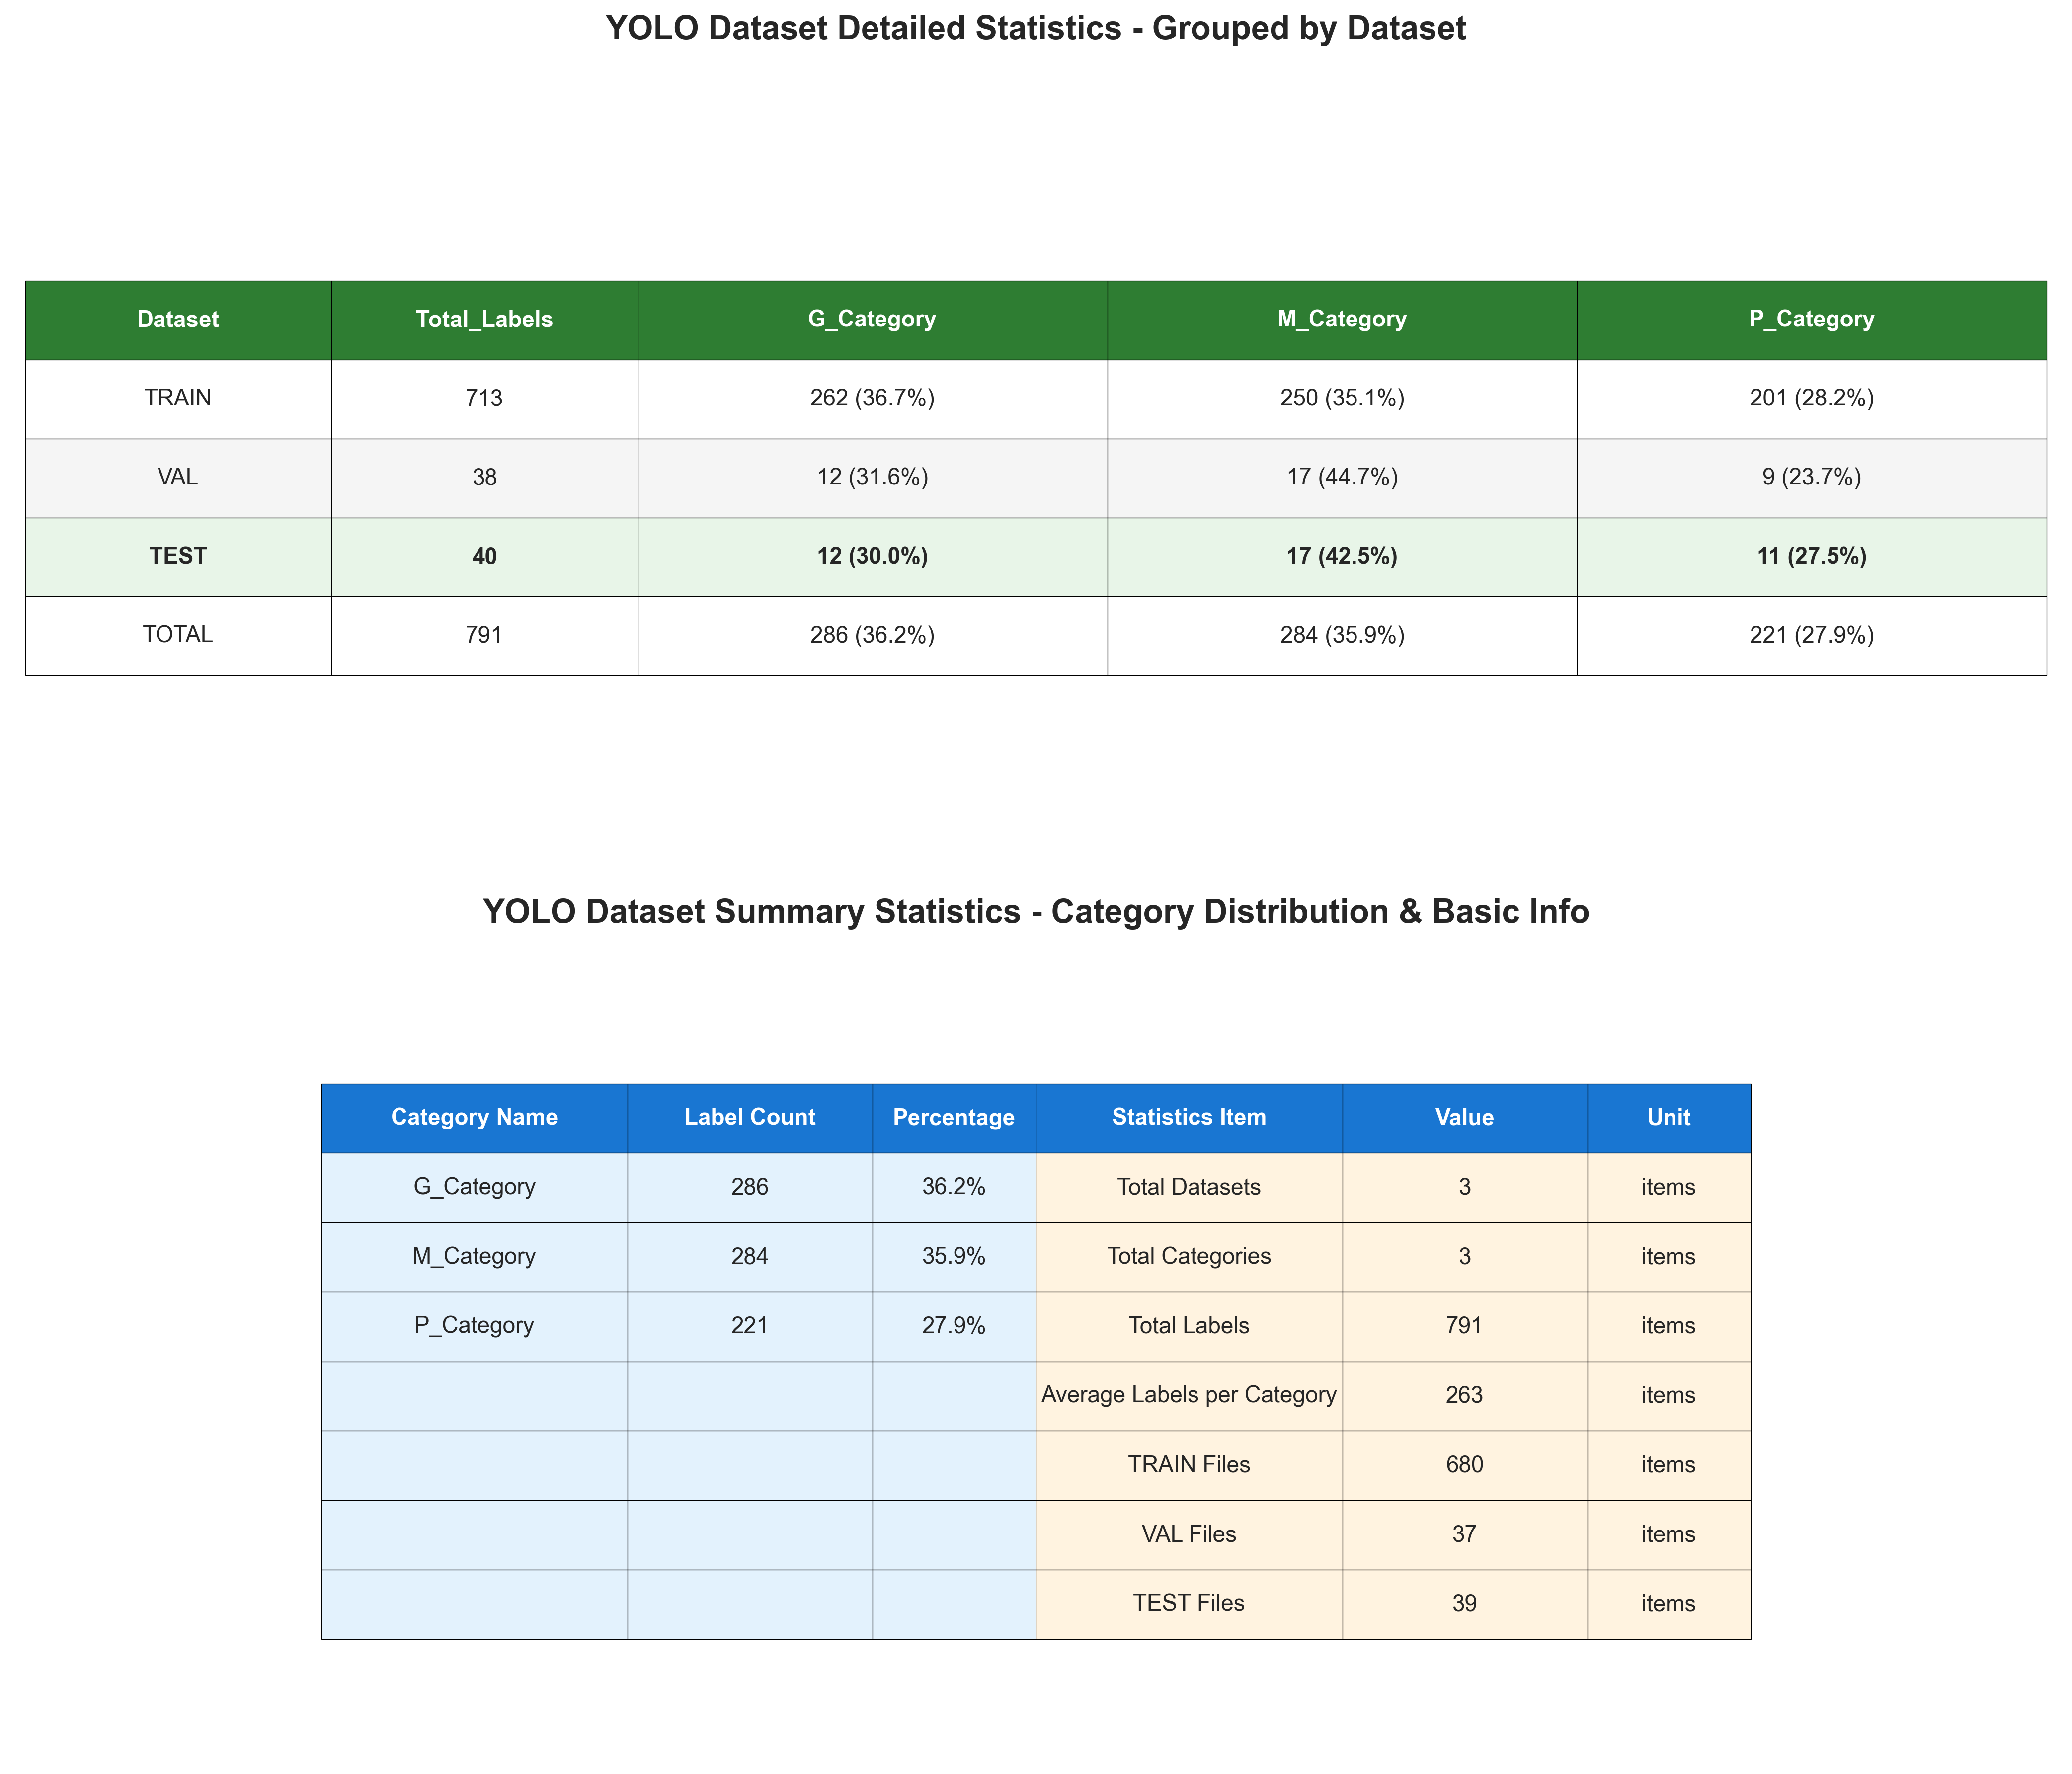 YOLO Dataset Detailed Statistics - Grouped by Dataset
Dataset Total_Labels G_Category M_Category P_Category
TRAIN 713 262 (36.7%) 250 (35.1%) 201 (28.2%)
VAL 38 12 (31.6%) 17 (44.7%) 9 (23.7%)
TEST 40 12 (30.0%) 17 (42.5%) 11 (27.5%)
TOTAL 791 286 (36.2%) 284 (35.9%) 221 (27.9%)
YOLO Dataset Summary Statistics - Category Distribution & Basic Info
Category Name Label Count Percentage Statistics Item Value Unit
G_Category 286 36.2% Total Datasets 3 items
M_Category 284 35.9% Total Categories 3 items
P_Category 221 27.9% Total Labels 791 items
Average Labels per Category 263 items
TRAIN Files 680 items
VAL Files 37 items
TEST Files 39 items